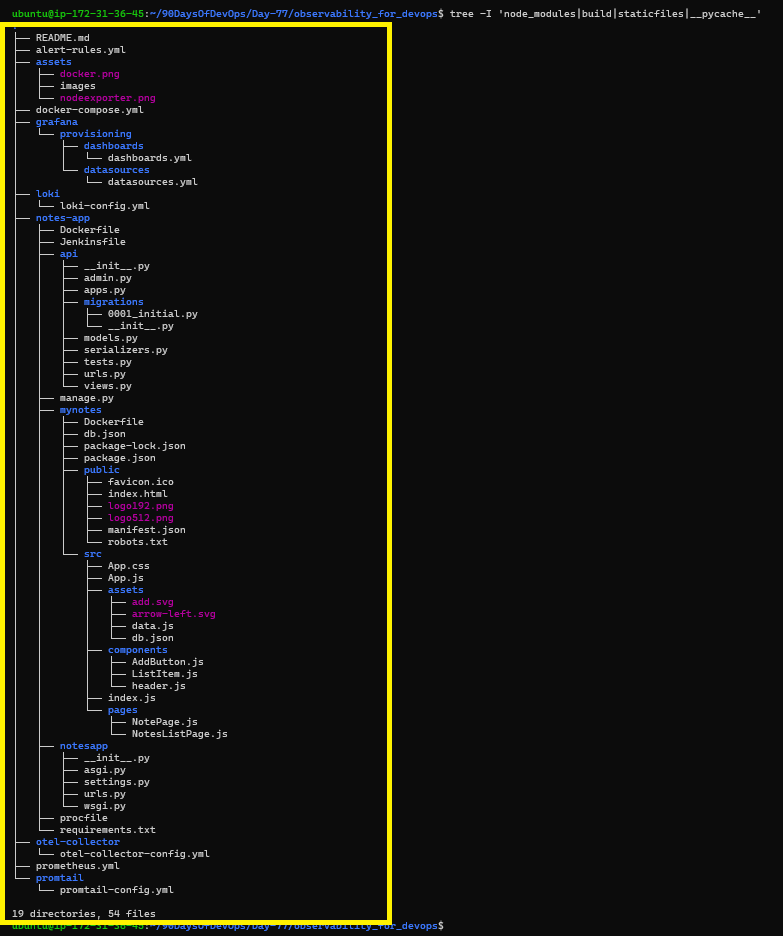 ubuntu@ip-172-31-36-45:~/90DaysOfDevOps/Day-77/observability_for_devops$ tree -I 'node_modules|build|staticfiles|__pycache__'
├── README.md
├── alert-rules.yml
├── assets
│   ├── docker.png
│   ├── images
│   └── nodeexporter.png
├── docker-compose.yml
├── grafana
│   └── provisioning
│       ├── dashboards
│       │   └── dashboards.yml
│       └── datasources
│           └── datasources.yml
├── loki
│   └── loki-config.yml
├── notes-app
│   ├── Dockerfile
│   ├── Jenkinsfile
│   ├── api
│   │   ├── __init__.py
│   │   ├── admin.py
│   │   ├── apps.py
│   │   ├── migrations
│   │   │   ├── 0001_initial.py
│   │   │   └── __init__.py
│   │   ├── models.py
│   │   ├── serializers.py
│   │   ├── tests.py
│   │   ├── urls.py
│   │   └── views.py
│   ├── manage.py
│   ├── mynotes
│   │   ├── Dockerfile
│   │   ├── db.json
│   │   ├── package-lock.json
│   │   ├── package.json
│   │   ├── public
│   │   │   ├── favicon.ico
│   │   │   ├── index.html
│   │   │   ├── logo192.png
│   │   │   ├── logo512.png
│   │   │   ├── manifest.json
│   │   │   └── robots.txt
│   │   └── src
│   │       ├── App.css
│   │       ├── App.js
│   │       ├── assets
│   │       │   ├── add.svg
│   │       │   ├── arrow-left.svg
│   │       │   ├── data.js
│   │       │   └── db.json
│   │       ├── components
│   │       │   ├── AddButton.js
│   │       │   ├── ListItem.js
│   │       │   └── header.js
│   │       ├── index.js
│   │       └── pages
│   │           ├── NotePage.js
│   │           └── NotesListPage.js
│   ├── notesapp
│   │   ├── __init__.py
│   │   ├── asgi.py
│   │   ├── settings.py
│   │   ├── urls.py
│   │   └── wsgi.py
│   ├── procfile
│   └── requirements.txt
├── otel-collector
│   └── otel-collector-config.yml
├── prometheus.yml
└── promtail
    └── promtail-config.yml
19 directories, 54 files
ubuntu@ip-172-31-36-45:~/90DaysOfDevOps/Day-77/observability_for_devops$